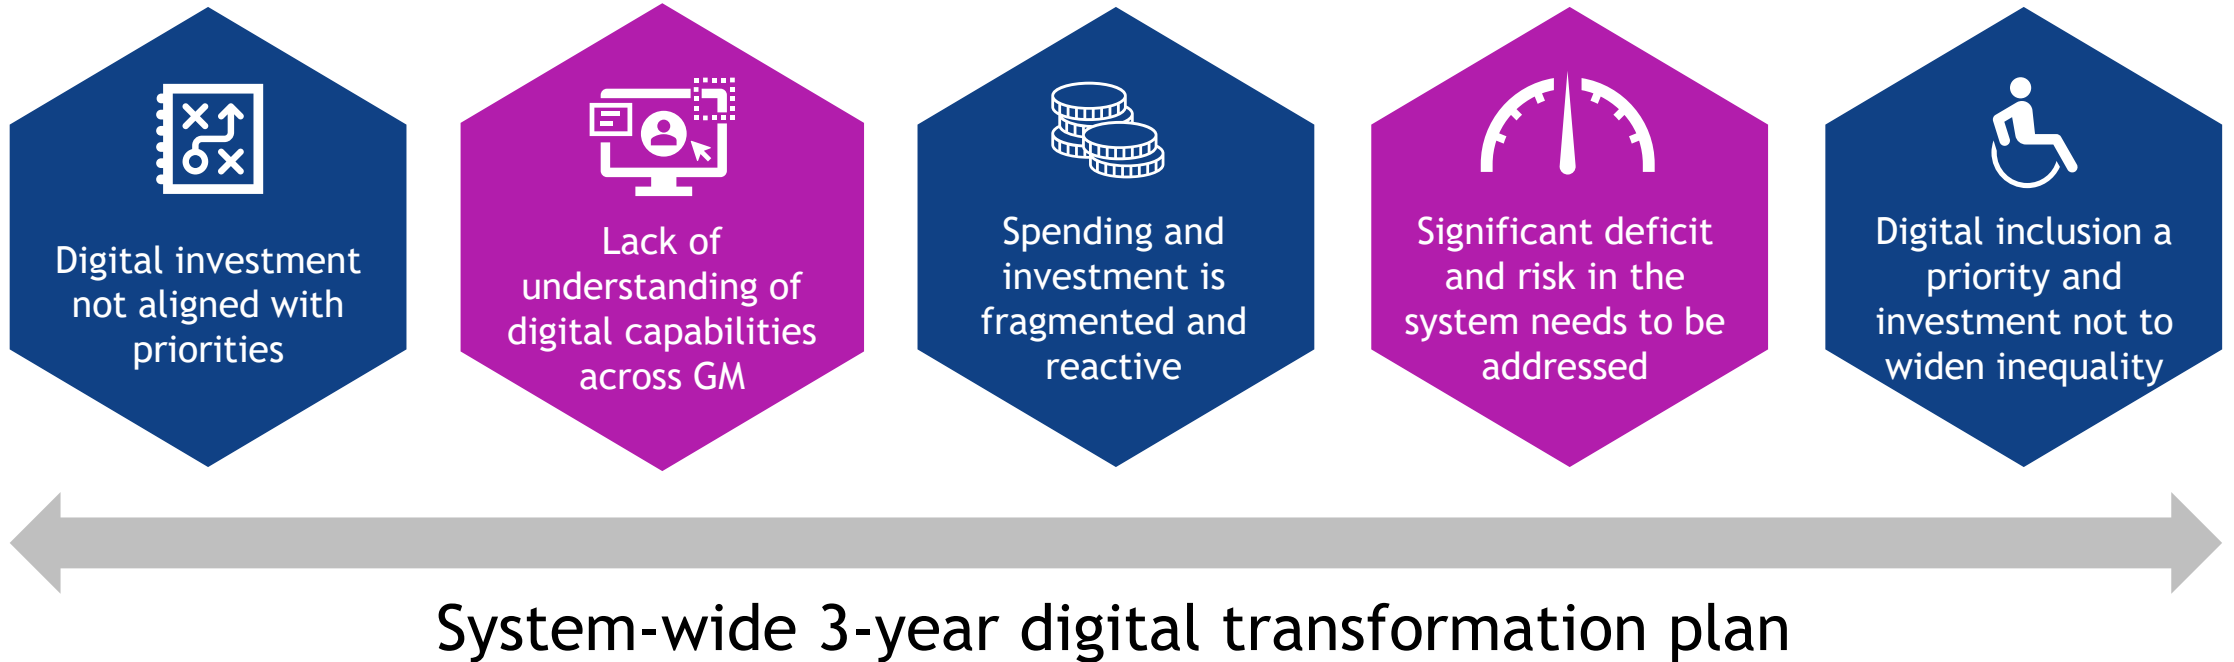 Digital investment
not aligned with
priorities
Lack of
understanding of
digital capabilities
across GM
Spending and
investment is
fragmented and
reactive
Significant deficit
and risk in the
system needs to be
addressed
Digital inclusion a
priority and
investment not to
widen inequality
System-wide 3-year digital transformation plan